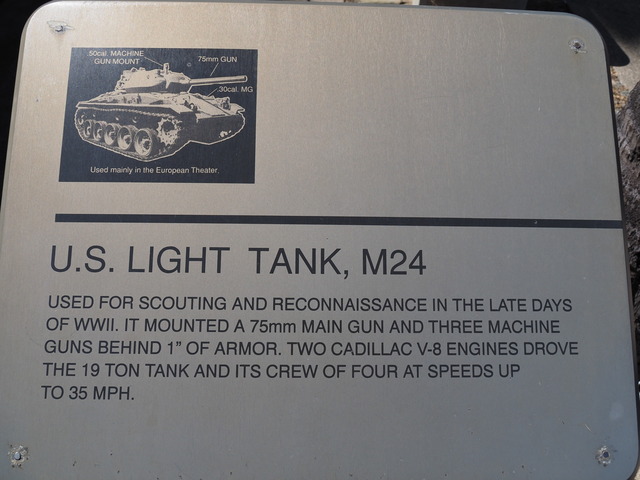 .50cal. MACHINE
GUN MOUNT
75mm GUN
.30cal. MG
Used mainly in the European Theater.
U.S. LIGHT TANK, M24
USED FOR SCOUTING AND RECONNAISSANCE IN THE LATE DAYS
OF WWII. IT MOUNTED A 75mm MAIN GUN AND THREE MACHINE
GUNS BEHIND 1" OF ARMOR. TWO CADILLAC V-8 ENGINES DROVE
THE 19 TON TANK AND ITS CREW OF FOUR AT SPEEDS UP
TO 35 MPH.